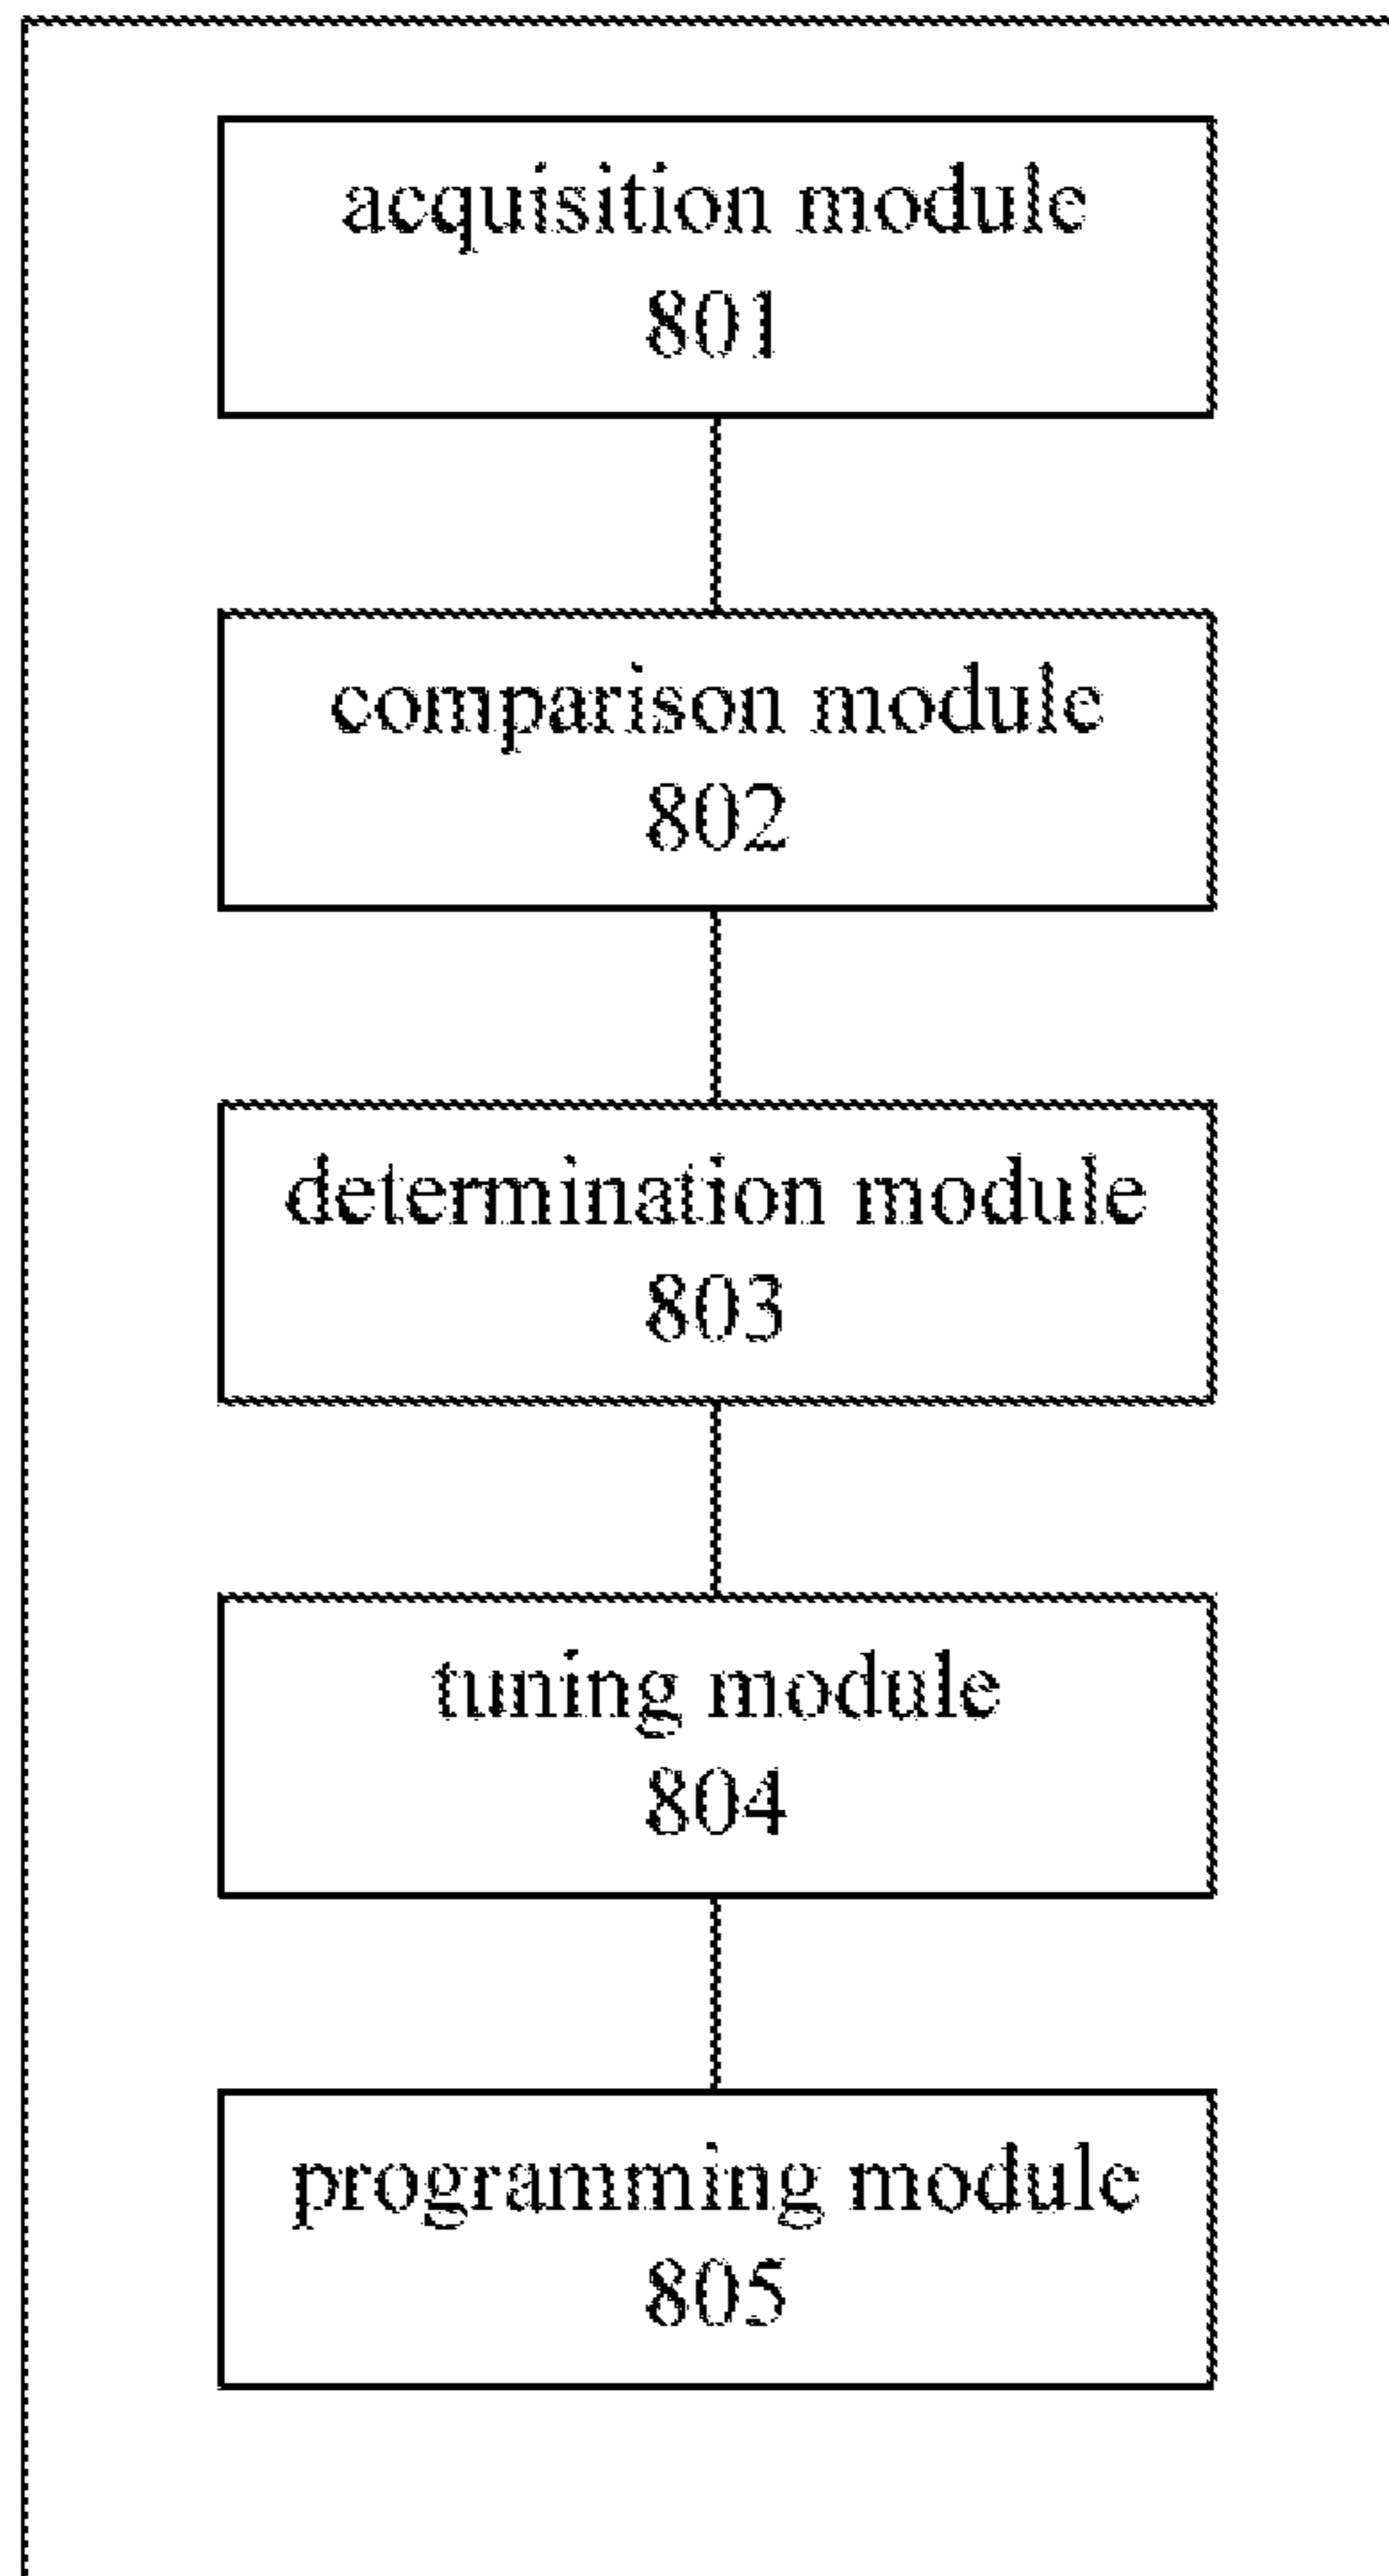 acquisition module
801
comparison module
802
determination module
803
tuning module
804
programming module
805